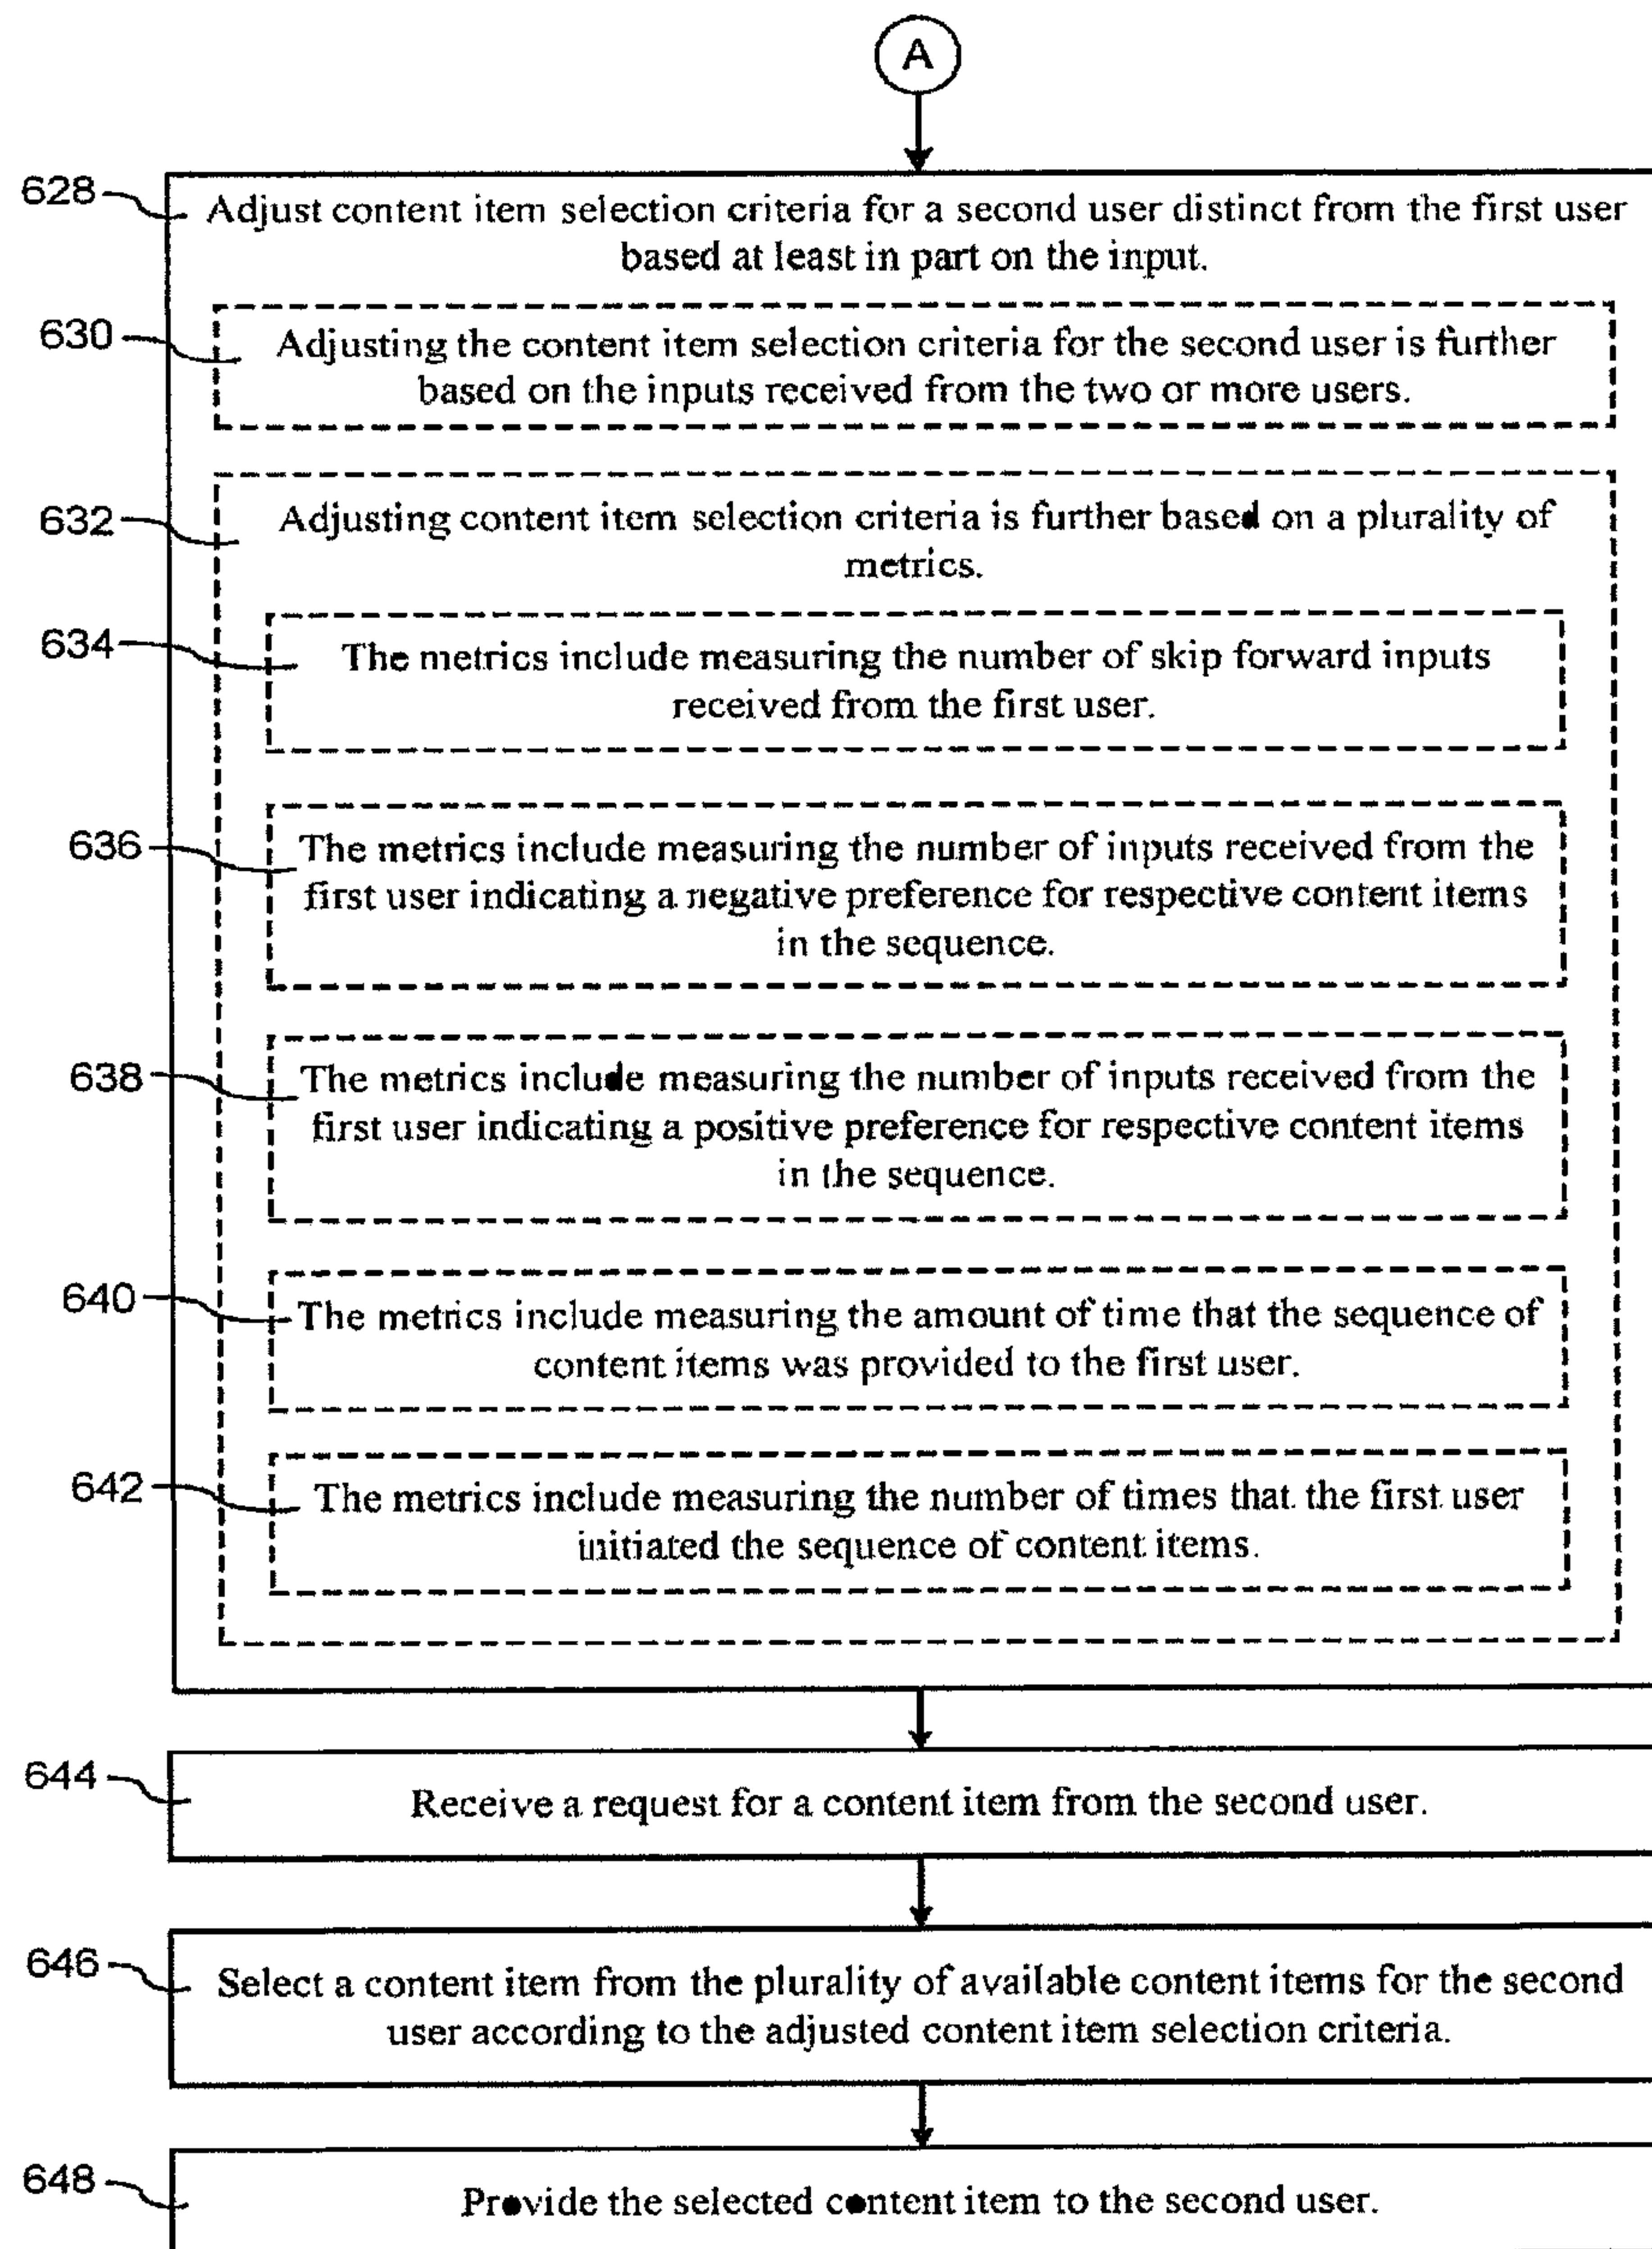 A
628
Adjust content item selection criteria for a second user distinct from the first user
based at least in part on the input.
630
Adjusting the content item selection criteria for the second user is further
based on the inputs received from the two or more users.
632
Adjusting content item selection criteria is further based on a plurality of
metrics.
634
The metrics include measuring the number of skip forward inputs
received from the first user.
636
The metrics include measuring the number of inputs received from the
first user indicating a negative preference for respective content items
in the sequence.
638
The metrics include measuring the number of inputs received from the
first user indicating a positive preference for respective content items
in the sequence.
640
The metrics include measuring the amount of time that the sequence of
content items was provided to the first user.
642
The metrics include measuring the number of times that the first user
initiated the sequence of content items.
644
Receive a request for a content item from the second user.
646
Select a content item from the plurality of available content items for the second
user according to the adjusted content item selection criteria.
648
Provide the selected content item to the second user.